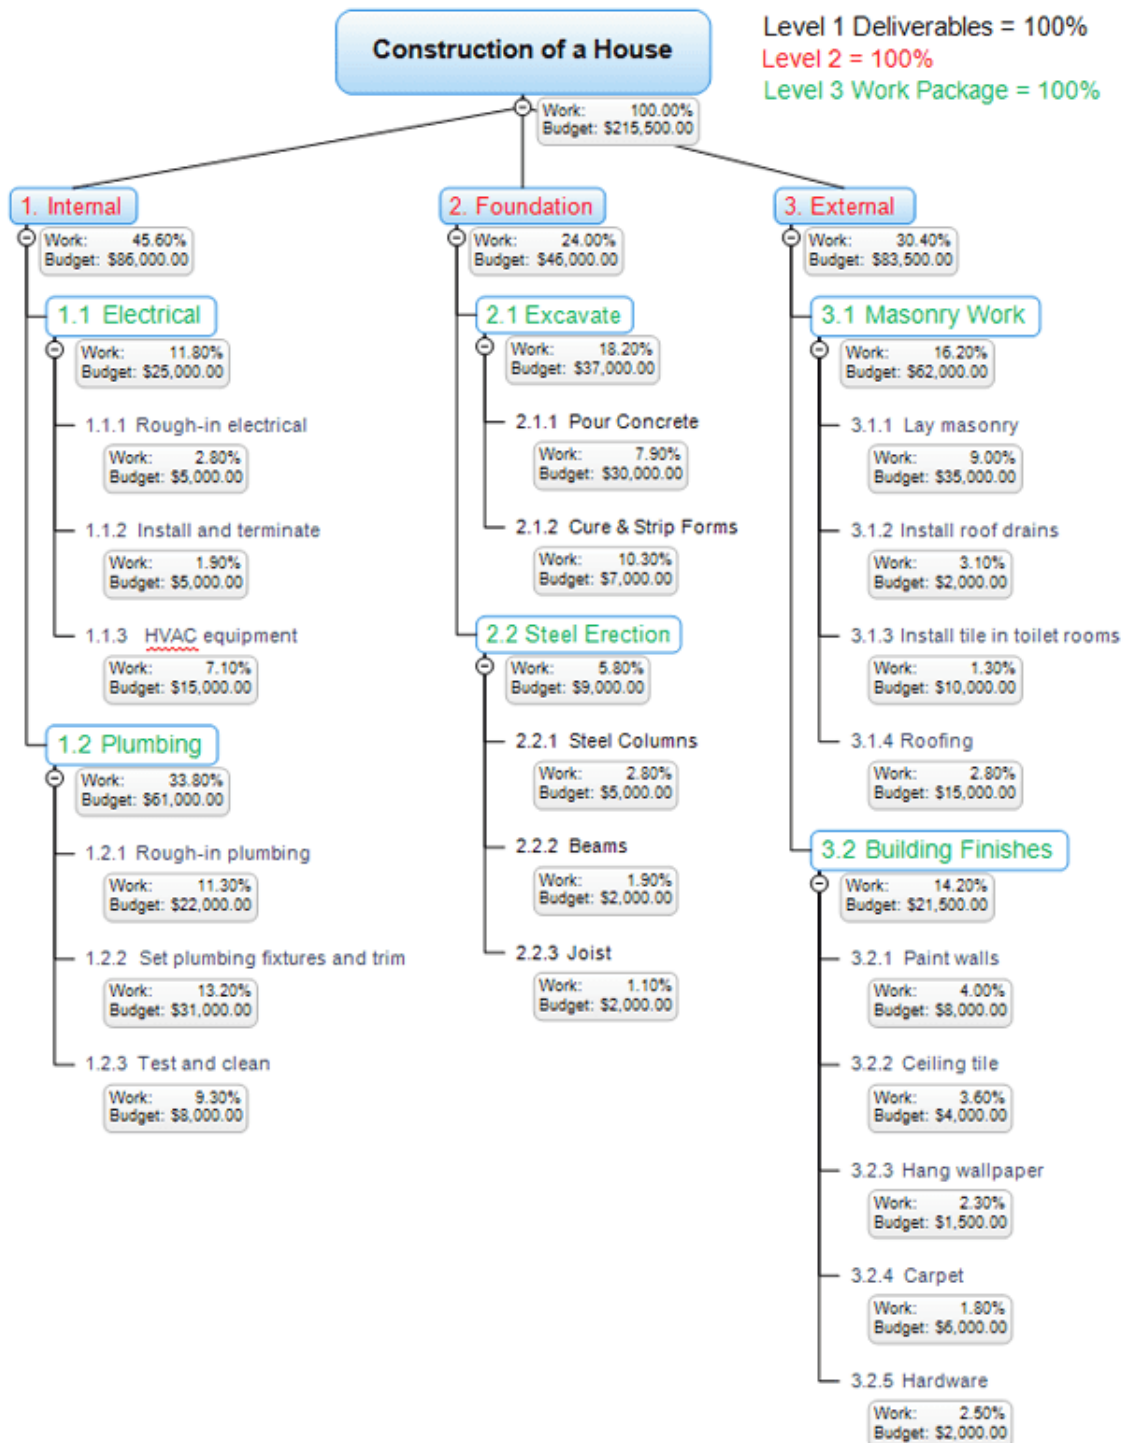 Construction of a House
Level 1 Deliverables = 100%
Level 2 = 100%
Level 3 Work Package = 100%
Work: 100.00%
Budget: $215,500.00
1. Internal
Work: 45.60%
Budget: $86,000.00
1.1 Electrical
Work: 11.80%
Budget: $25,000.00
1.1.1 Rough-in electrical
Work: 2.80%
Budget: $5,000.00
1.1.2 Install and terminate
Work: 1.90%
Budget: $5,000.00
1.1.3 HVAC equipment
Work: 7.10%
Budget: $15,000.00
1.2 Plumbing
Work: 33.80%
Budget: $61,000.00
1.2.1 Rough-in plumbing
Work: 11.30%
Budget: $22,000.00
1.2.2 Set plumbing fixtures and trim
Work: 13.20%
Budget: $31,000.00
1.2.3 Test and clean
Work: 9.30%
Budget: $8,000.00
2. Foundation
Work: 24.00%
Budget: $46,000.00
2.1 Excavate
Work: 18.20%
Budget: $37,000.00
2.1.1 Pour Concrete
Work: 7.90%
Budget: $30,000.00
2.1.2 Cure & Strip Forms
Work: 10.30%
Budget: $7,000.00
2.2 Steel Erection
Work: 5.80%
Budget: $9,000.00
2.2.1 Steel Columns
Work: 2.80%
Budget: $5,000.00
2.2.2 Beams
Work: 1.90%
Budget: $2,000.00
2.2.3 Joist
Work: 1.10%
Budget: $2,000.00
3. External
Work: 30.40%
Budget: $83,500.00
3.1 Masonry Work
Work: 16.20%
Budget: $62,000.00
3.1.1 Lay masonry
Work: 9.00%
Budget: $35,000.00
3.1.2 Install roof drains
Work: 3.10%
Budget: $2,000.00
3.1.3 Install tile in toilet rooms
Work: 1.30%
Budget: $10,000.00
3.1.4 Roofing
Work: 2.80%
Budget: $15,000.00
3.2 Building Finishes
Work: 14.20%
Budget: $21,500.00
3.2.1 Paint walls
Work: 4.00%
Budget: $8,000.00
3.2.2 Ceiling tile
Work: 3.60%
Budget: $4,000.00
3.2.3 Hang wallpaper
Work: 2.30%
Budget: $1,500.00
3.2.4 Carpet
Work: 1.80%
Budget: $6,000.00
3.2.5 Hardware
Work: 2.50%
Budget: $2,000.00